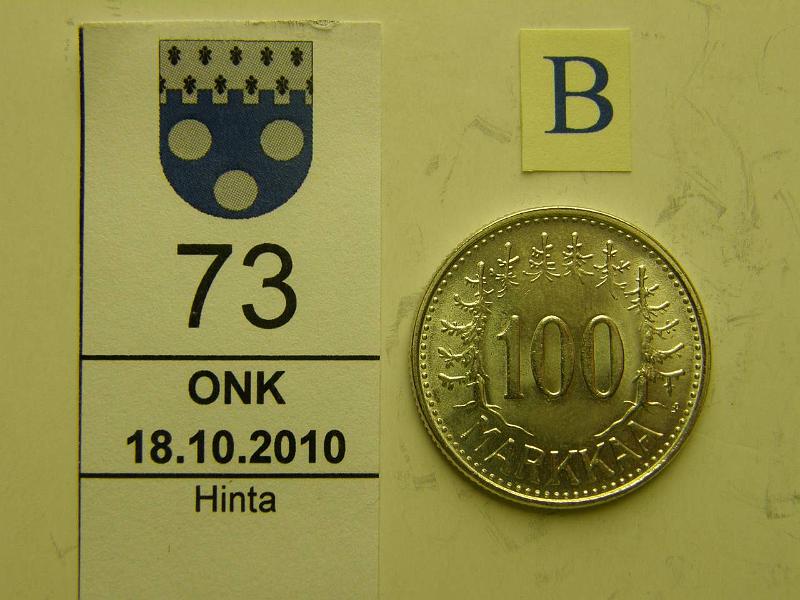 73
ONK
18.10.2010
Hinta
B
100
MARKKAA
S